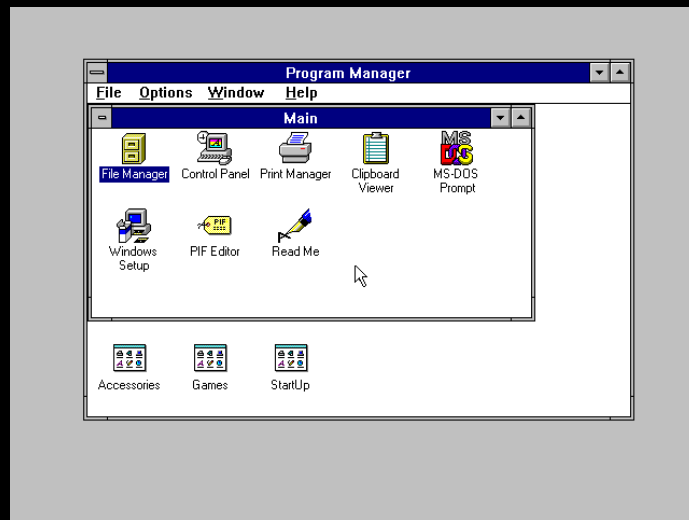 Program Manager
File Options Window Help
Main
File Manager Control Panel Print Manager Clipboard Viewer MS-DOS Prompt
Windows Setup PIF Editor Read Me
Accessories Games StartUp